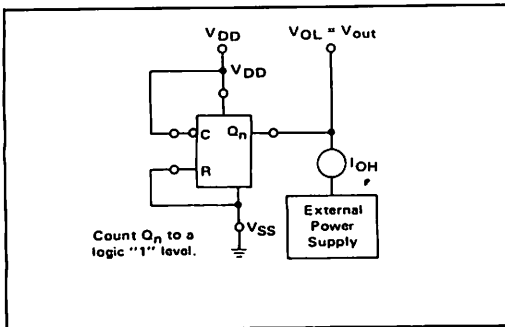 VDD
VOL = Vout
VDD
C
Qn
R
IOH
VSS
External
Power
Supply
Count Qn to a
logic "1" level.